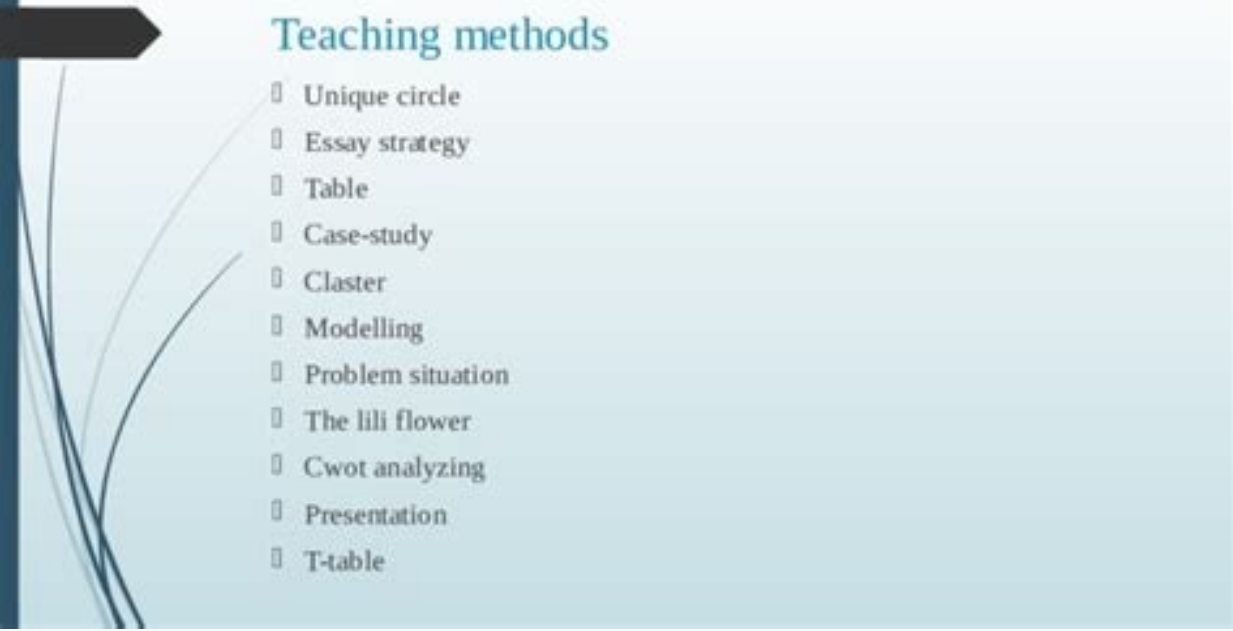 Teaching methods
Unique circle
Essay strategy
Table
Case-study
Claster
Modelling
Problem situation
The lili flower
Cwot analyzing
Presentation
T-table